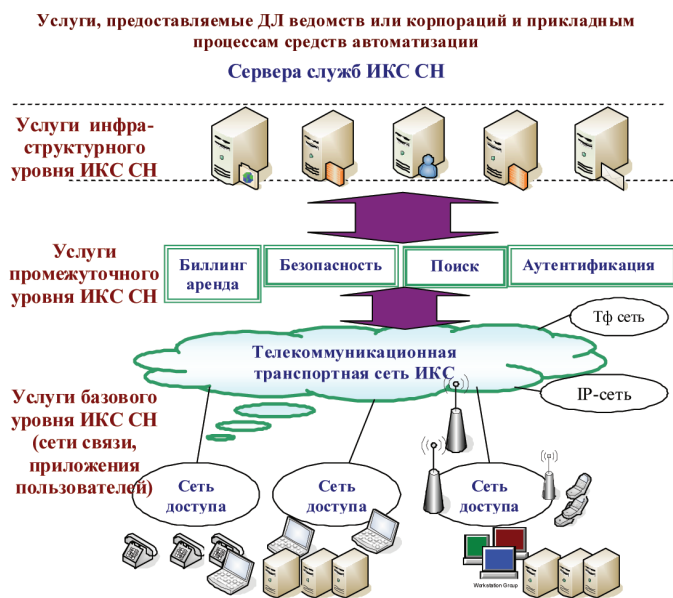 Услуги, предоставляемые ДЛ ведомств или корпораций и прикладным
процессам средств автоматизации
Сервера служб ИКС СН
Услуги инфра-
структурного
уровня ИКС СН
Услуги
промежуточного
уровня ИКС СН
Биллинг
аренда
Безопасность
Поиск
Аутентификация
Тф сеть
Телекоммуникационная
транспортная сеть ИКС
IP-сеть
Услуги базового
уровня ИКС СН
(сети связи,
приложения
пользователей)
Сеть
доступа
Сеть
доступа
Сеть
доступа
Workstation Group